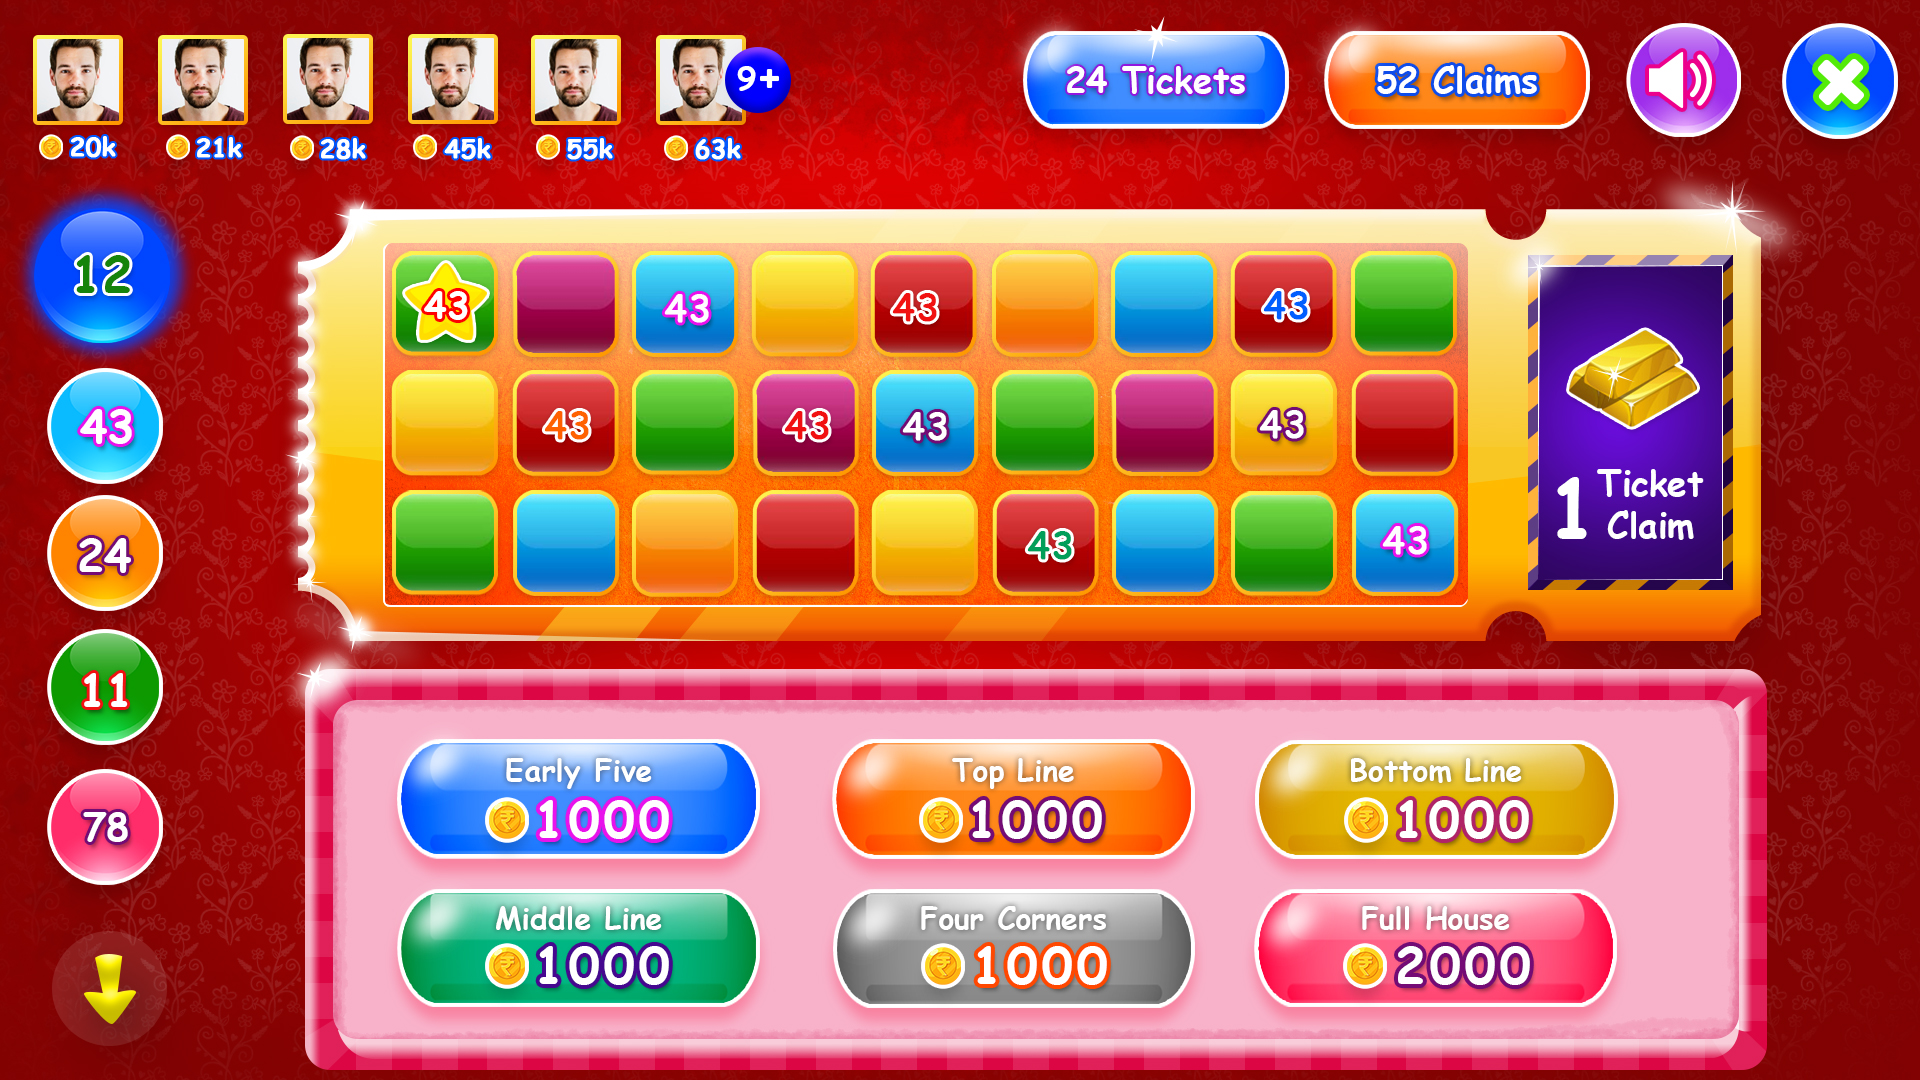 9+
24 Tickets
52 Claims
20k
21k
28k
45k
55k
63k
12
43
24
11
78
43 43 43 43
43 43 43 43
43 43
1 Ticket
Claim
Early Five
1000
Top Line
1000
Bottom Line
1000
Middle Line
1000
Four Corners
1000
Full House
2000